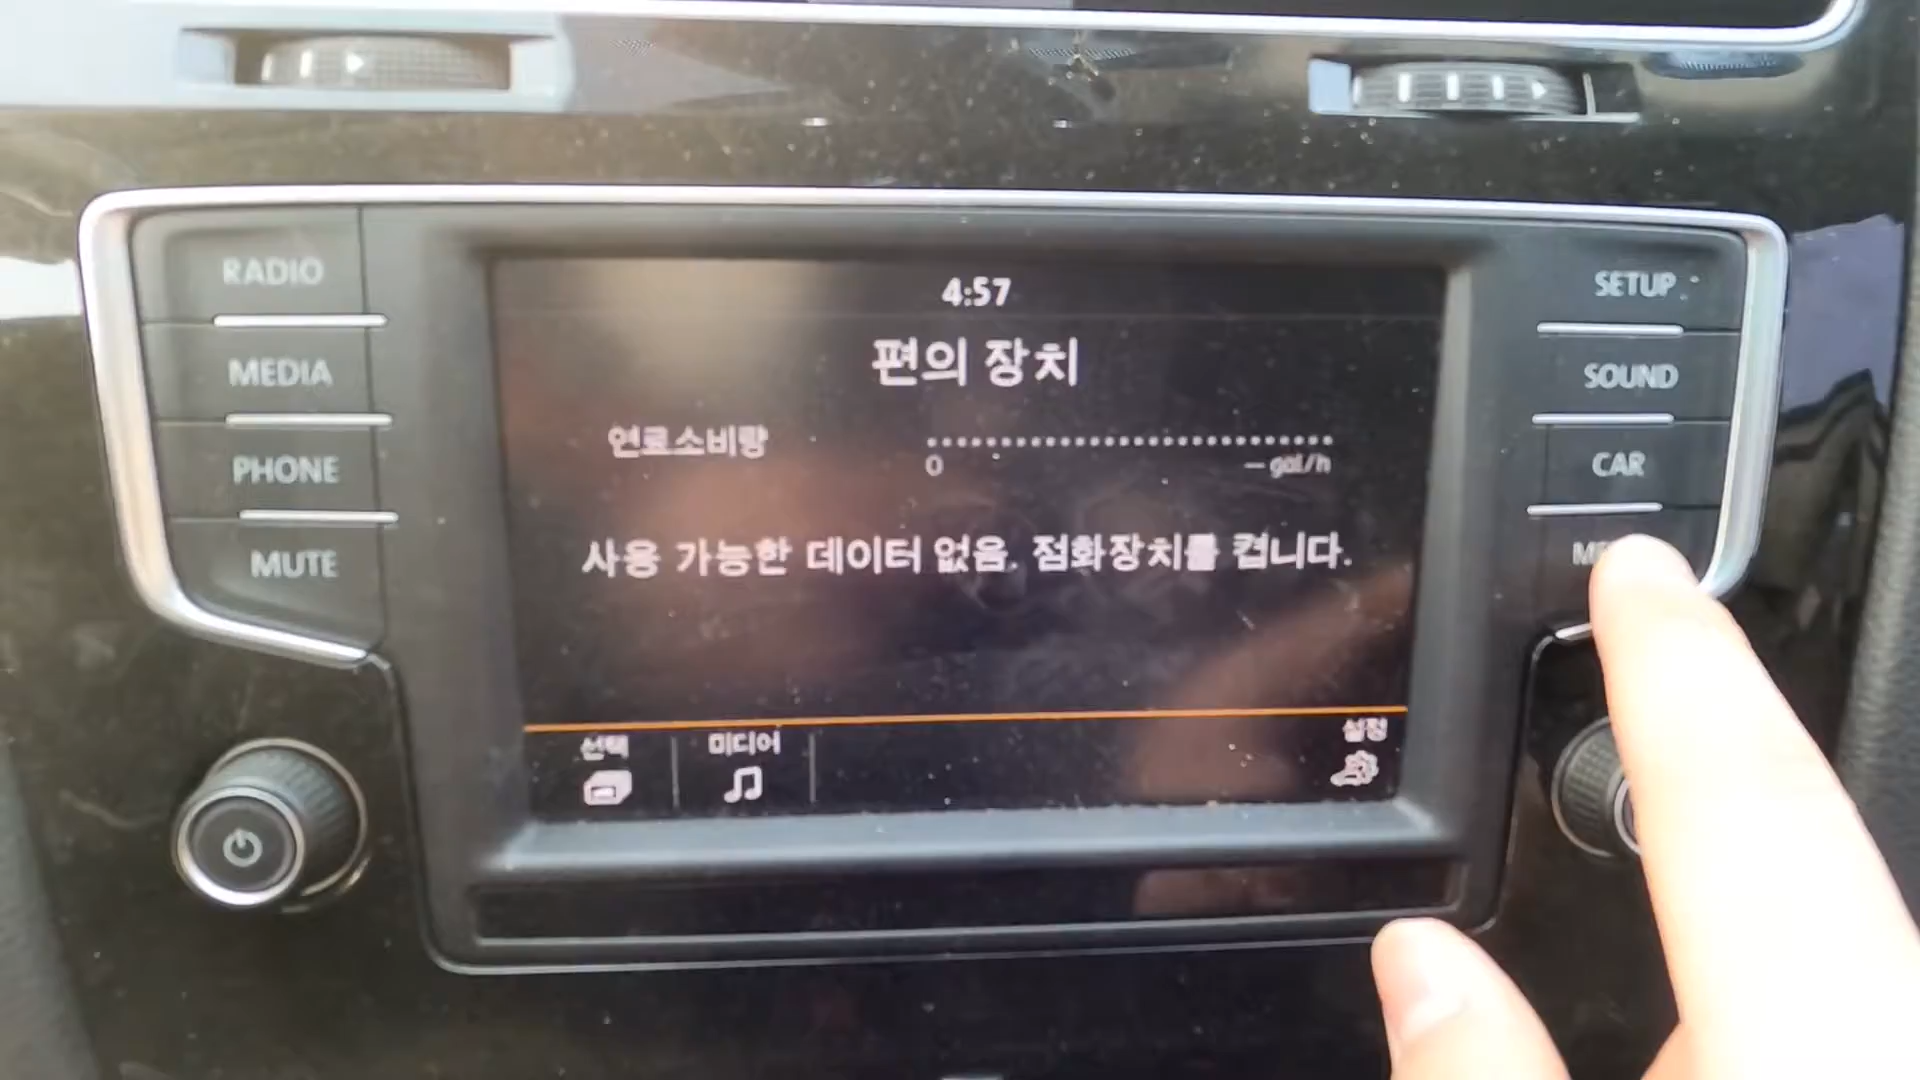 RADIO
MEDIA
PHONE
MUTE
4:57
편의 장치
연료소비량
0
– gal/h
사용 가능한 데이터 없음. 점화장치를 켭니다.
선택
미디어
설정
SETUP
SOUND
CAR